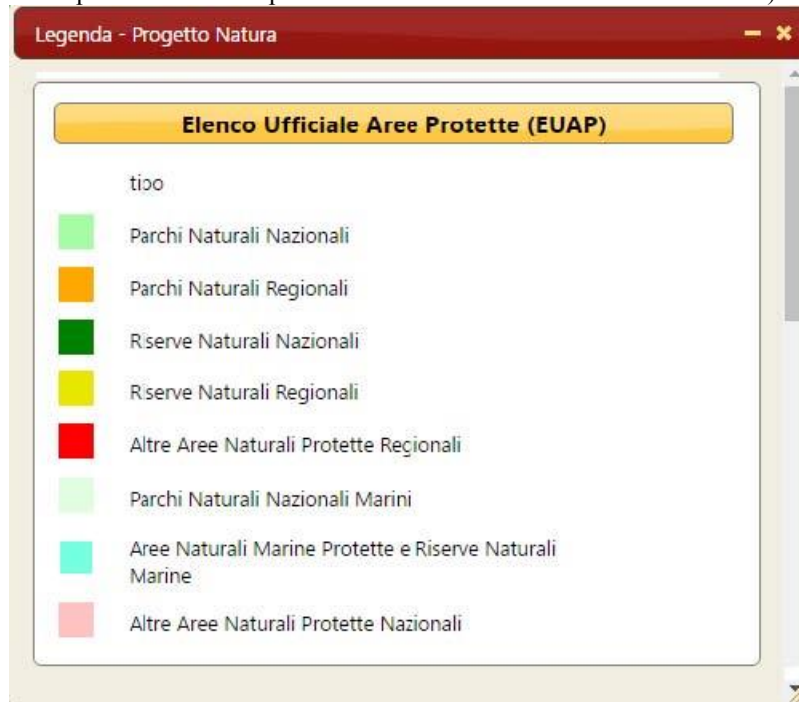 Legenda - Progetto Natura
Elenco Ufficiale Aree Protette (EUAP)
tipo
Parchi Naturali Nazionali
Parchi Naturali Regionali
Riserve Naturali Nazionali
Riserve Naturali Regionali
Altre Aree Naturali Protette Regionali
Parchi Naturali Nazionali Marini
Aree Naturali Marine Protette e Riserve Naturali
Marine
Altre Aree Naturali Protette Nazionali